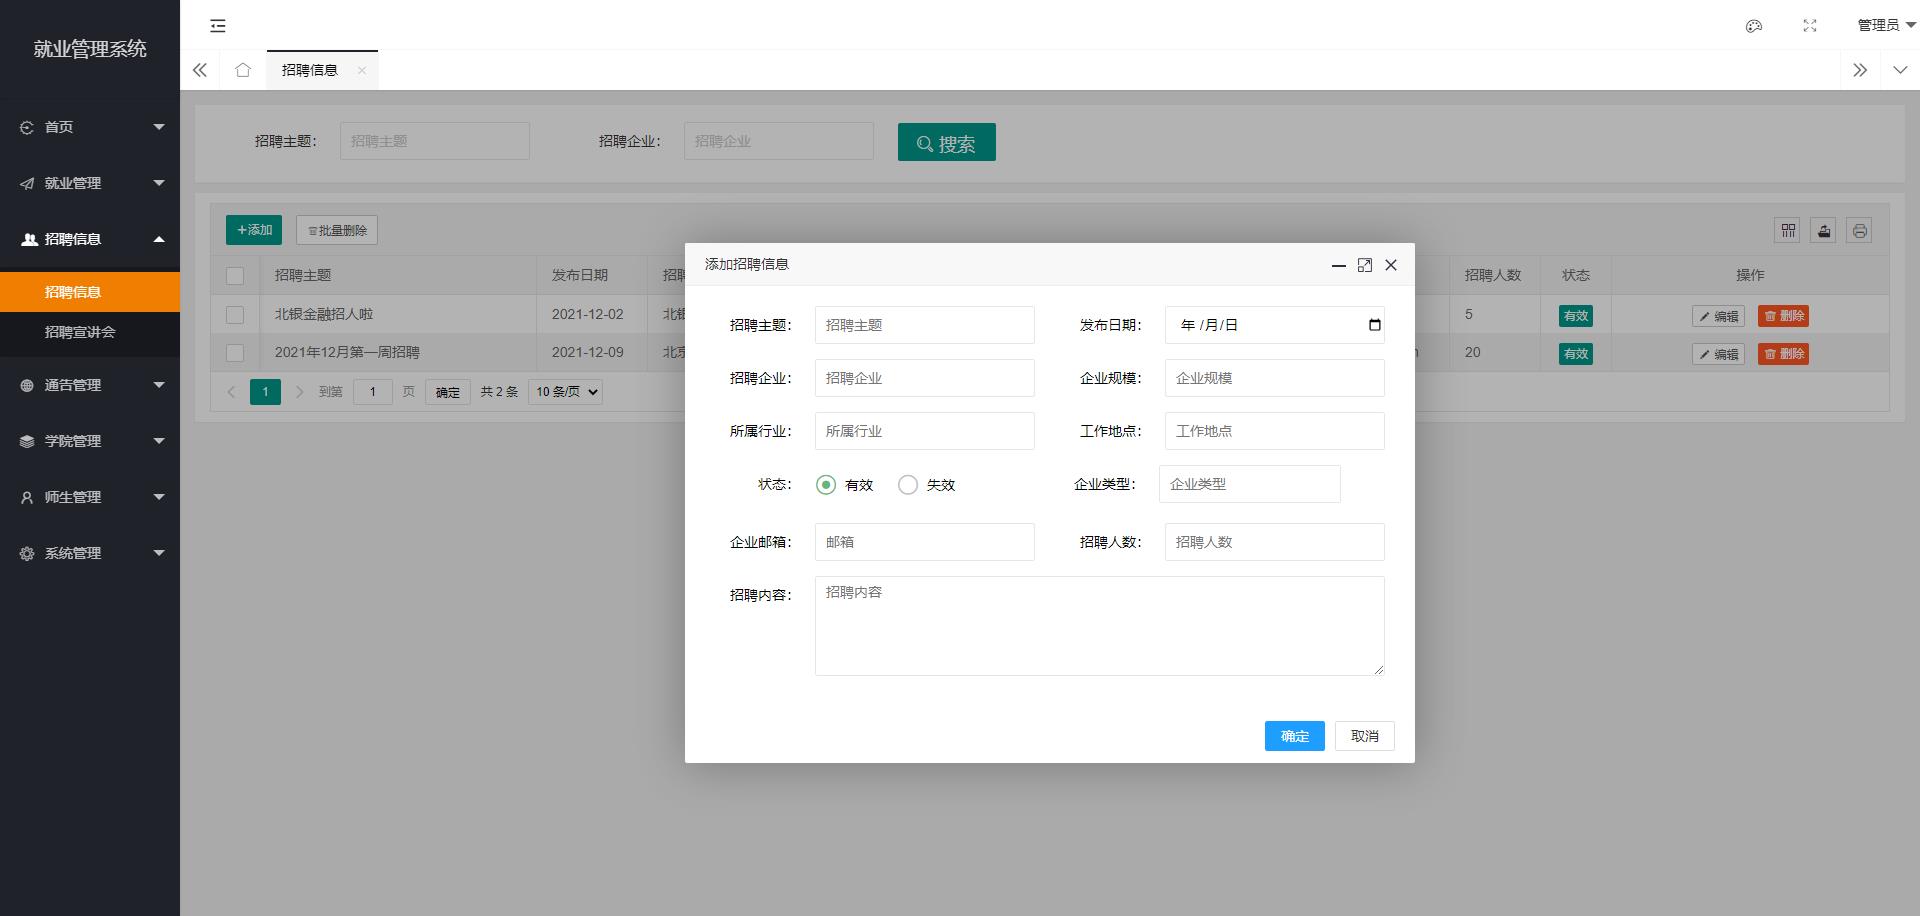 就业管理系统
管理员
招聘信息
首页
就业管理
招聘信息
招聘信息
招聘宣讲会
通告管理
学院管理
师生管理
系统管理
招聘主题： 招聘主题 招聘企业： 招聘企业 搜索
添加 批量删除
招聘主题 发布日期 招聘人数 状态 操作
北银金融招人啦 2021-12-02 5 有效 编辑 删除
2021年12月第一周招聘 2021-12-09 20 有效 编辑 删除
1 到第 1 页 确定 共 2 条 10 条/页
添加招聘信息
招聘主题： 招聘主题 发布日期： 年 /月/日
招聘企业： 招聘企业 企业规模： 企业规模
所属行业： 所属行业 工作地点： 工作地点
状态： 有效 失效 企业类型： 企业类型
企业邮箱： 邮箱 招聘人数： 招聘人数
招聘内容： 招聘内容
确定 取消